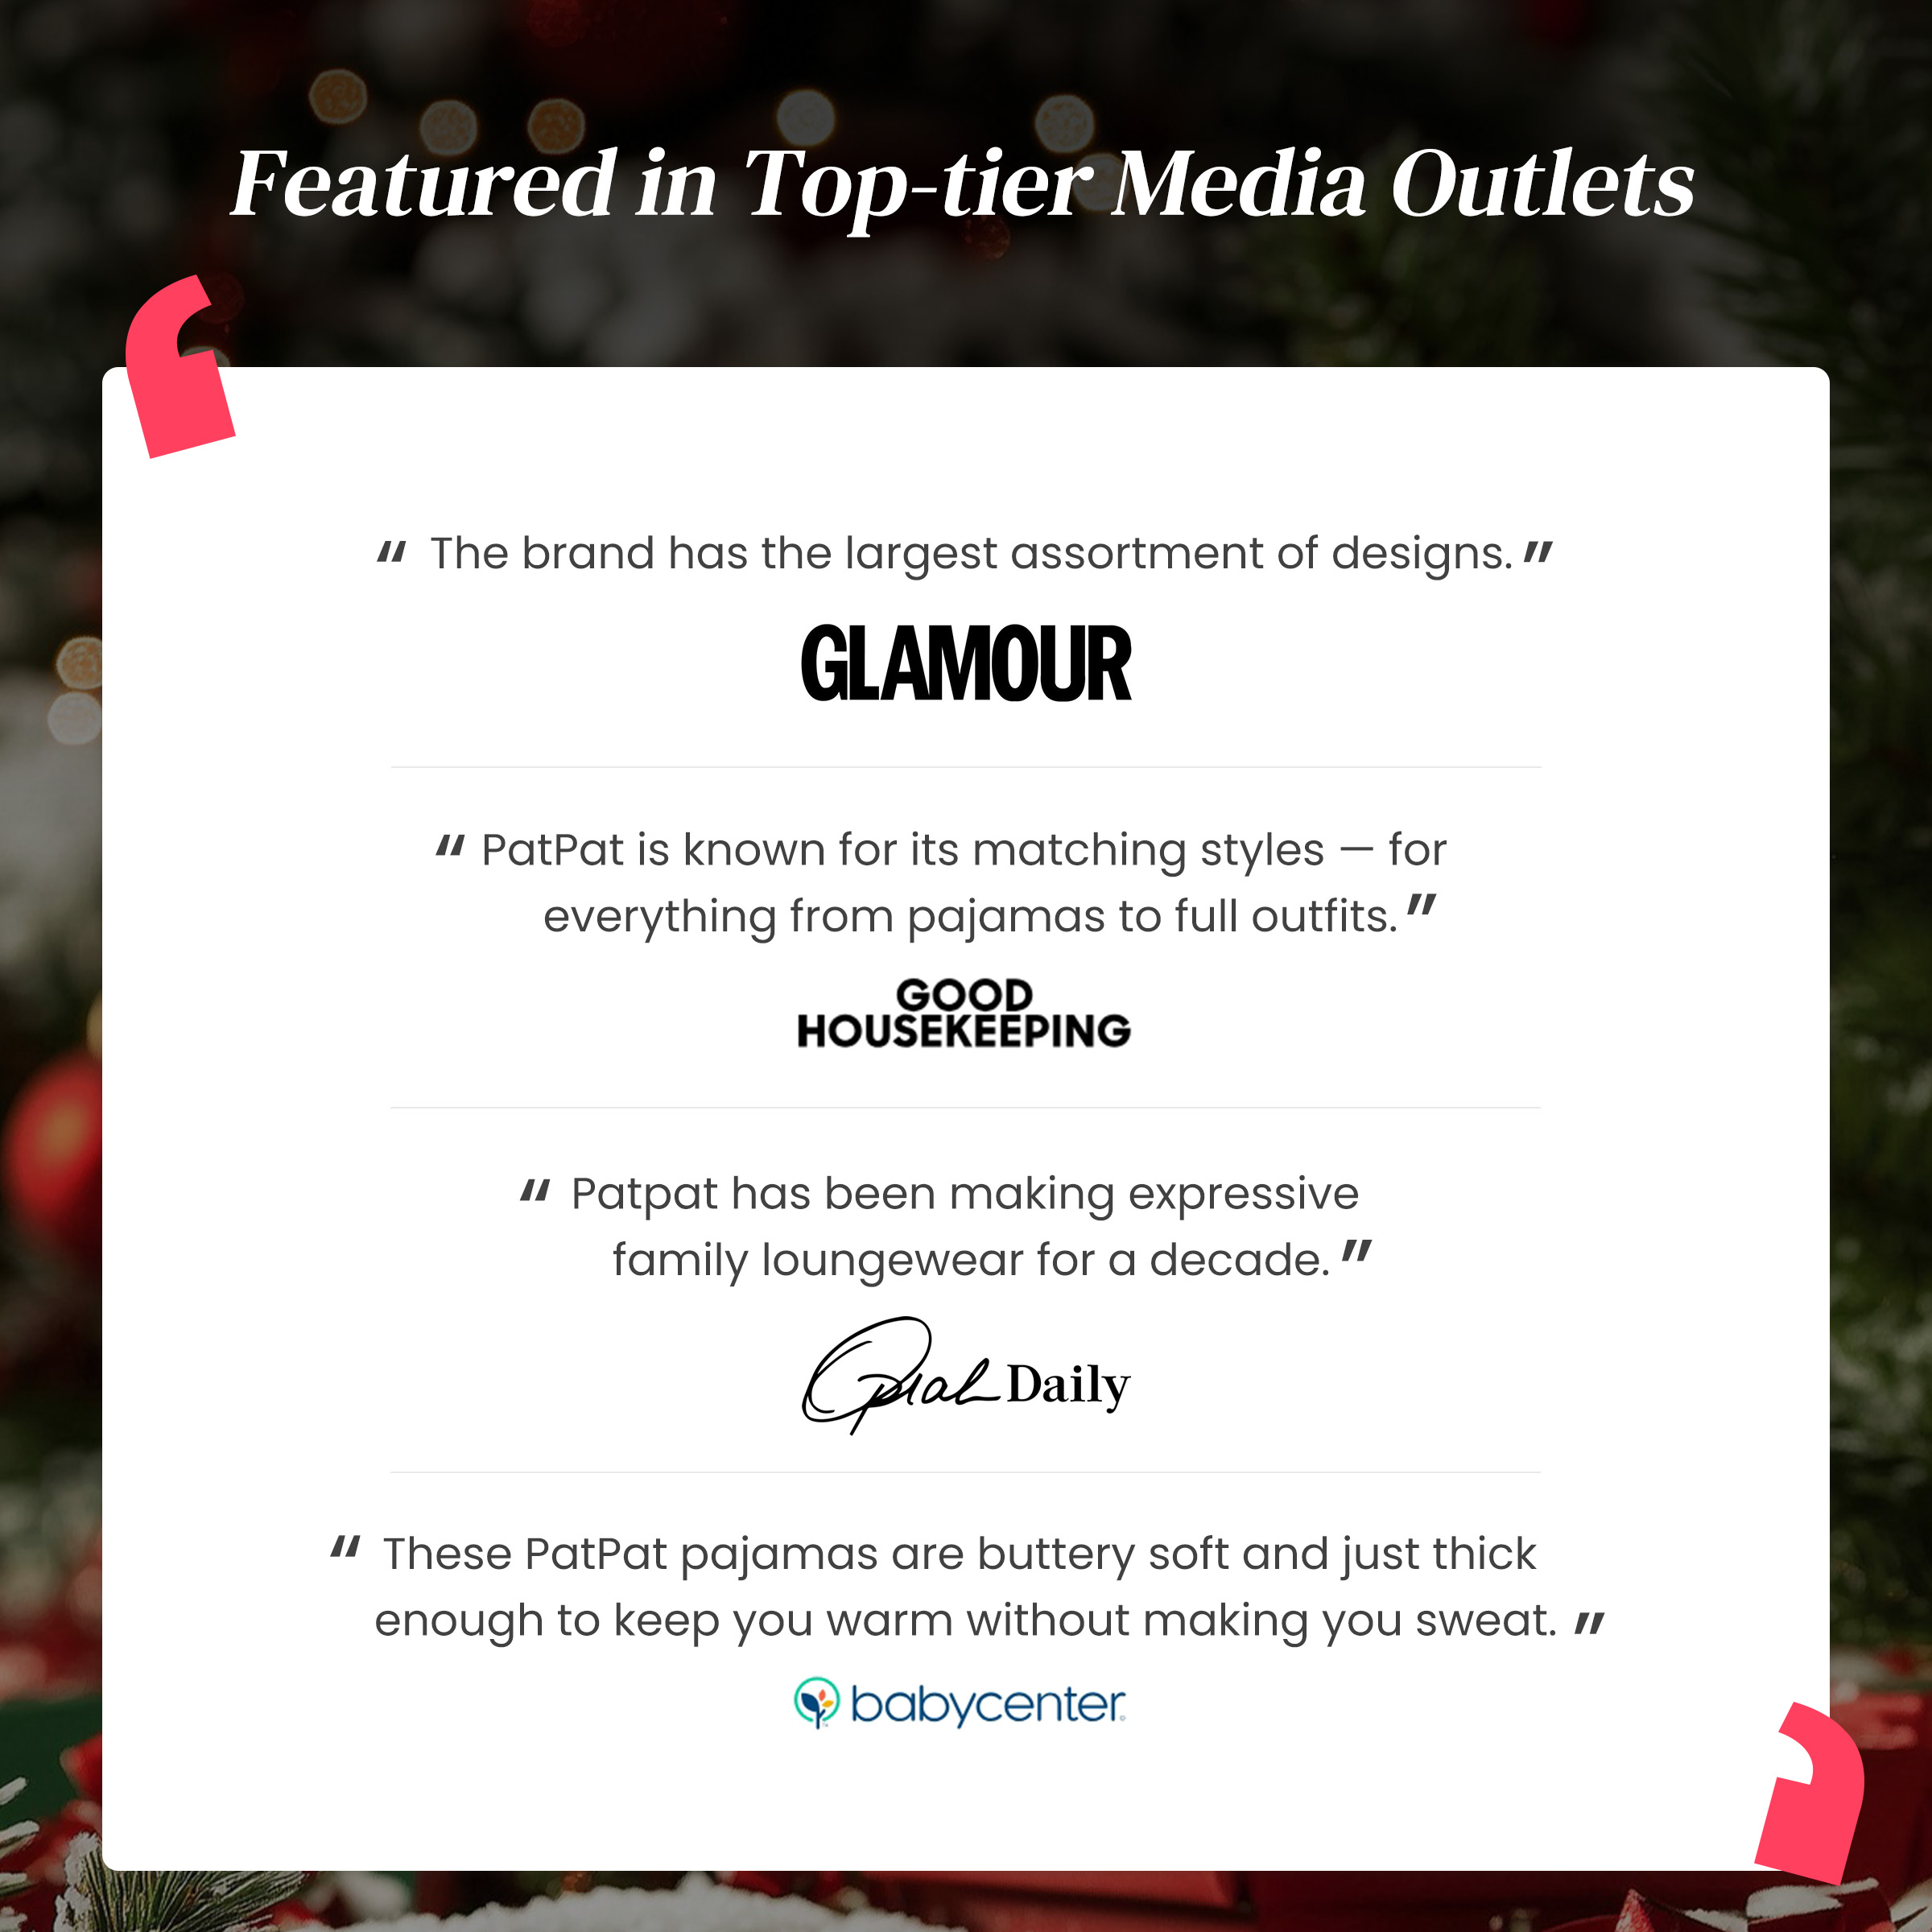 Featured in Top-tier Media Outlets
“ The brand has the largest assortment of designs. ”
GLAMOUR
“ PatPat is known for its matching styles — for
everything from pajamas to full outfits. ”
GOOD
HOUSEKEEPING
“ Patpat has been making expressive
family loungewear for a decade. ”
Oprah Daily
“ These PatPat pajamas are buttery soft and just thick
enough to keep you warm without making you sweat. ”
babycenter